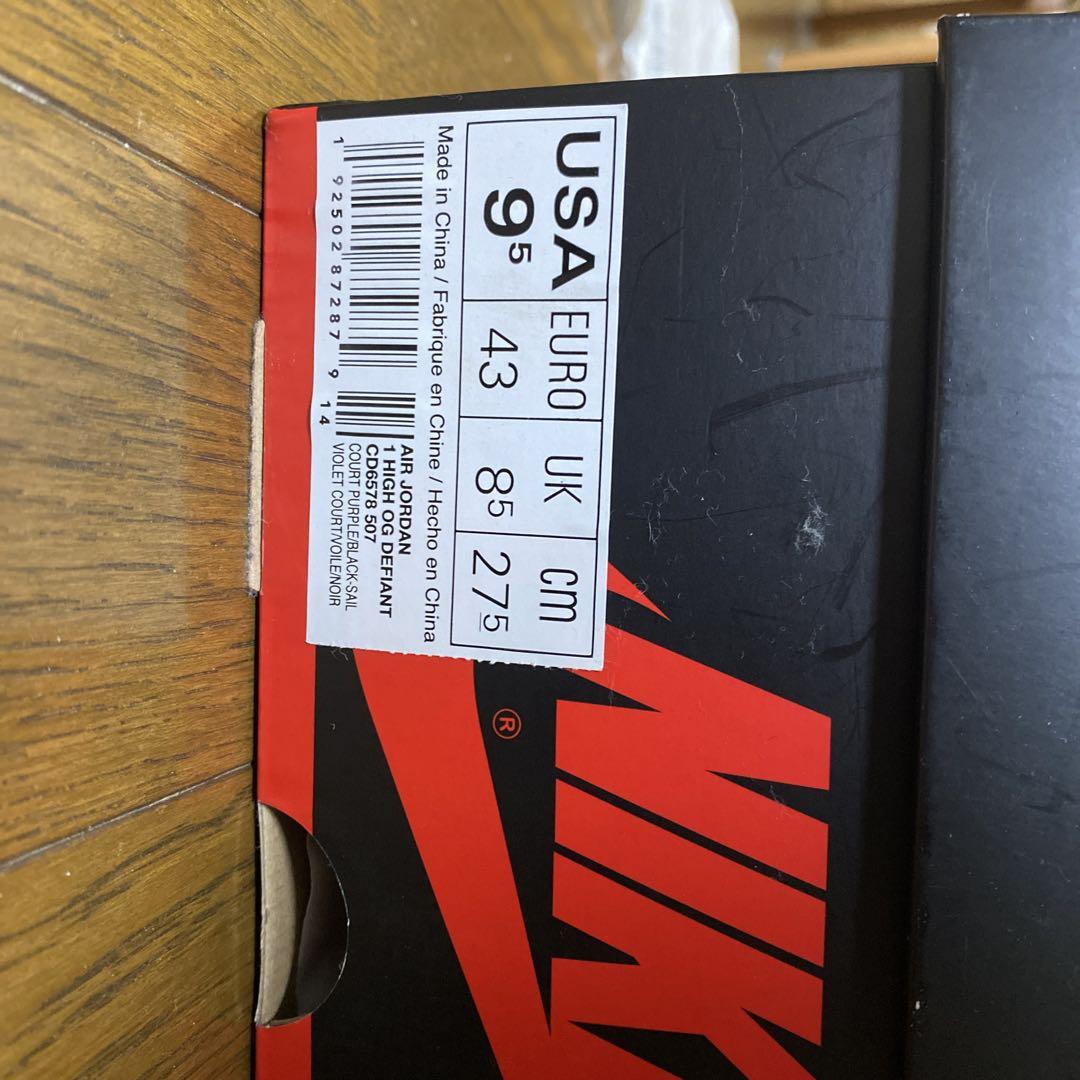 USA EURO UK cm
9⁵ 43 8⁵ 27⁵
Made in China / Fabrique en Chine / Hecho en China
1 92502 87287 9 14
AIR JORDAN
1 HIGH OG DEFIANT
CD6578 507
COURT PURPLE/BLACK-SAIL
VIOLET COURT/VOILE/NOIR
NIK
®